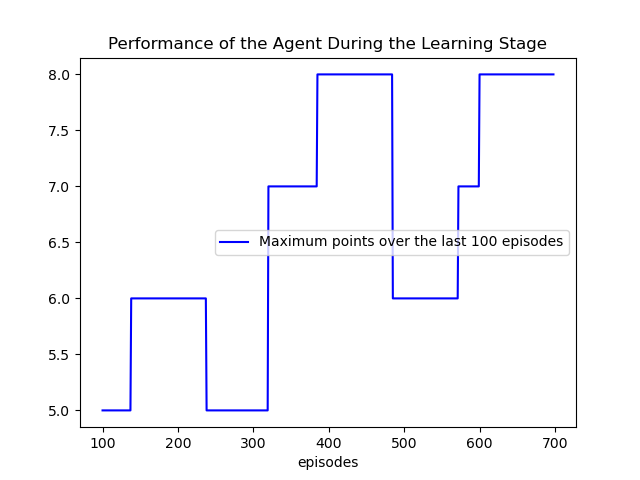 Performance of the Agent During the Learning Stage
8.0
7.5
7.0
6.5
6.0
5.5
5.0
Maximum points over the last 100 episodes
100 200 300 400 500 600 700
episodes